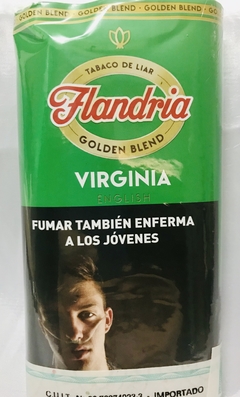 GOLDEN BLEND - GOLDEN BLEND - GOLDEN BLEND
TABACO DE LIAR
Flandria
GOLDEN BLEND
VIRGINIA
ENGLISH
FUMAR TAMBIÉN ENFERMA
A LOS JÓVENES
IMPORTADO